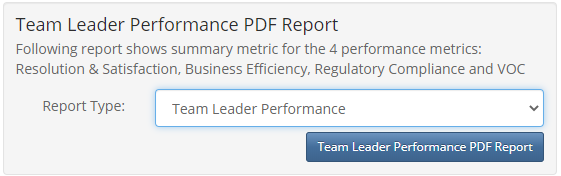 Team Leader Performance PDF Report
Following report shows summary metric for the 4 performance metrics:
Resolution & Satisfaction, Business Efficiency, Regulatory Compliance and VOC
Report Type:
Team Leader Performance
Team Leader Performance PDF Report